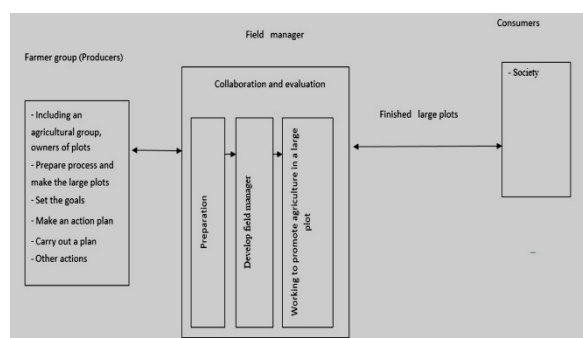 Consumers
Field manager
Farmer group (Producers)
- Including an
agricultural group,
owners of plots
- Prepare process and
make the large plots
- Set the goals
- Make an action plan
- Carry out a plan
- Other actions
Collaboration and evaluation
Preparation
Develop field manager
Working to promote agriculture in a large
plot
Finished large plots
- Society